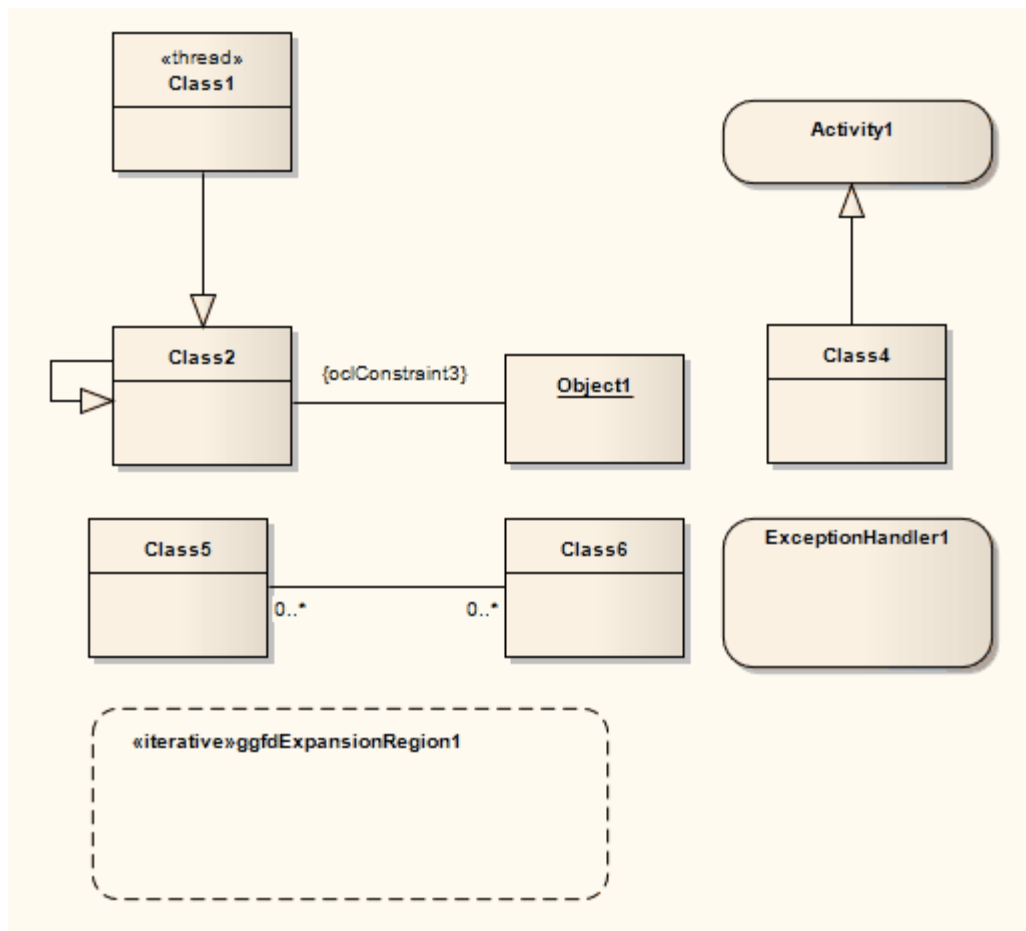 «thread»
Class1
Activity1
Class2
{oclConstraint3}
Object1
Class4
Class5
Class6
ExceptionHandler1
0..*
0..*
«iterative»ggfdExpansionRegion1